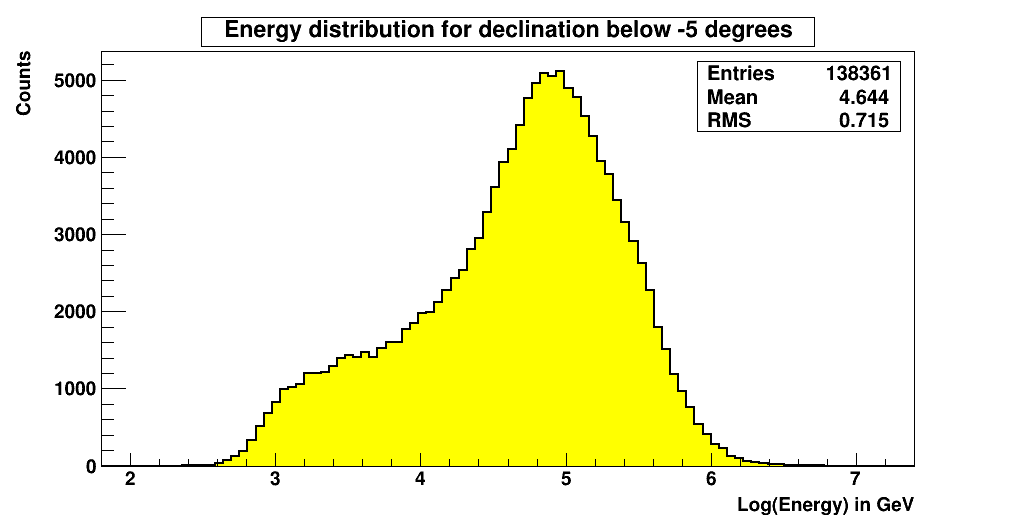 Energy distribution for declination below -5 degrees
Counts
Entries 138361
Mean 4.644
RMS 0.715
5000
4000
3000
2000
1000
0
2 3 4 5 6 7
Log(Energy) in GeV